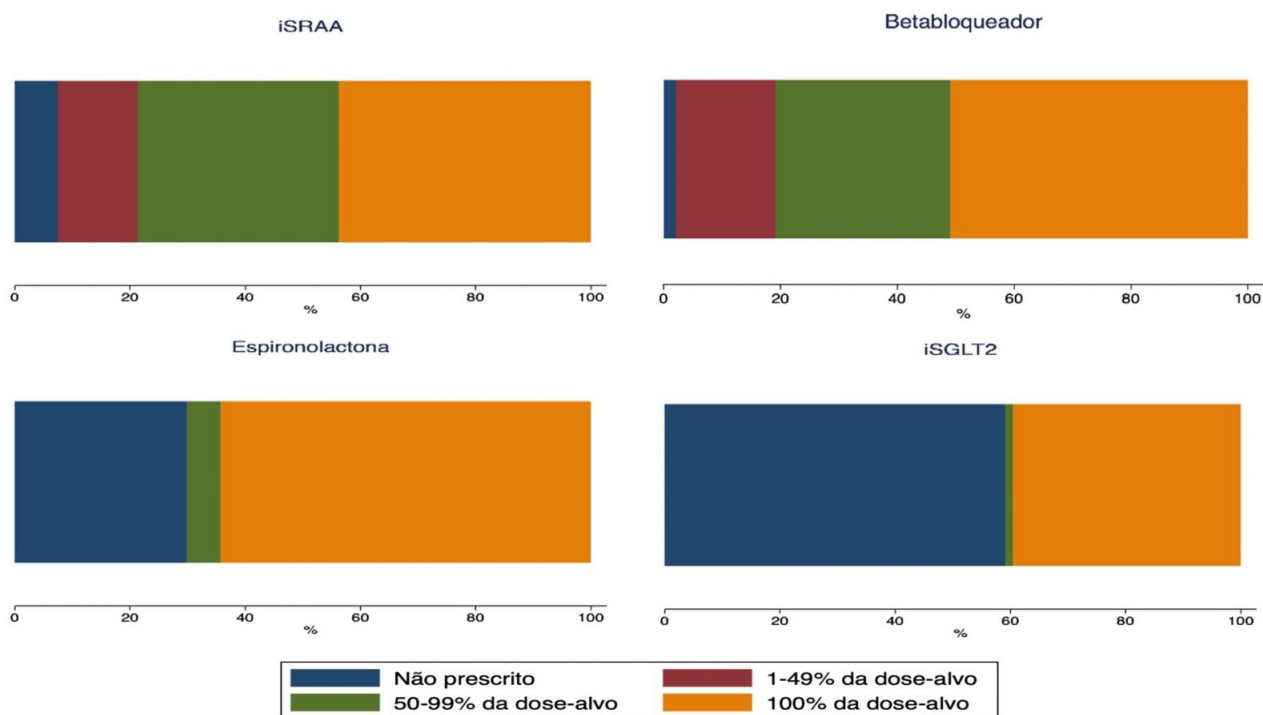 iSRAA
Betabloqueador
0 20 40 60 80 100
%
0 20 40 60 80 100
%
Espironolactona
iSGLT2
0 20 40 60 80 100
%
0 20 40 60 80 100
%
Não prescrito
1-49% da dose-alvo
50-99% da dose-alvo
100% da dose-alvo